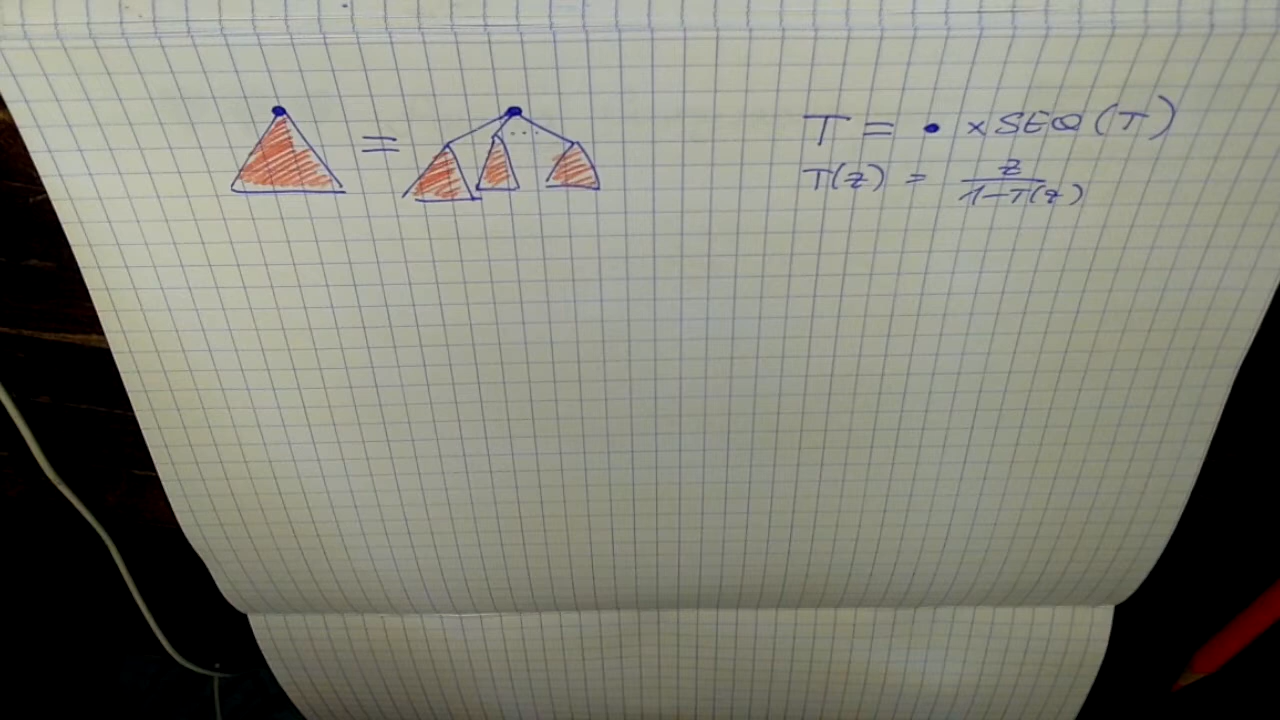 =
T = • × SEQ (T)
T(z) = z / 1-T(z)